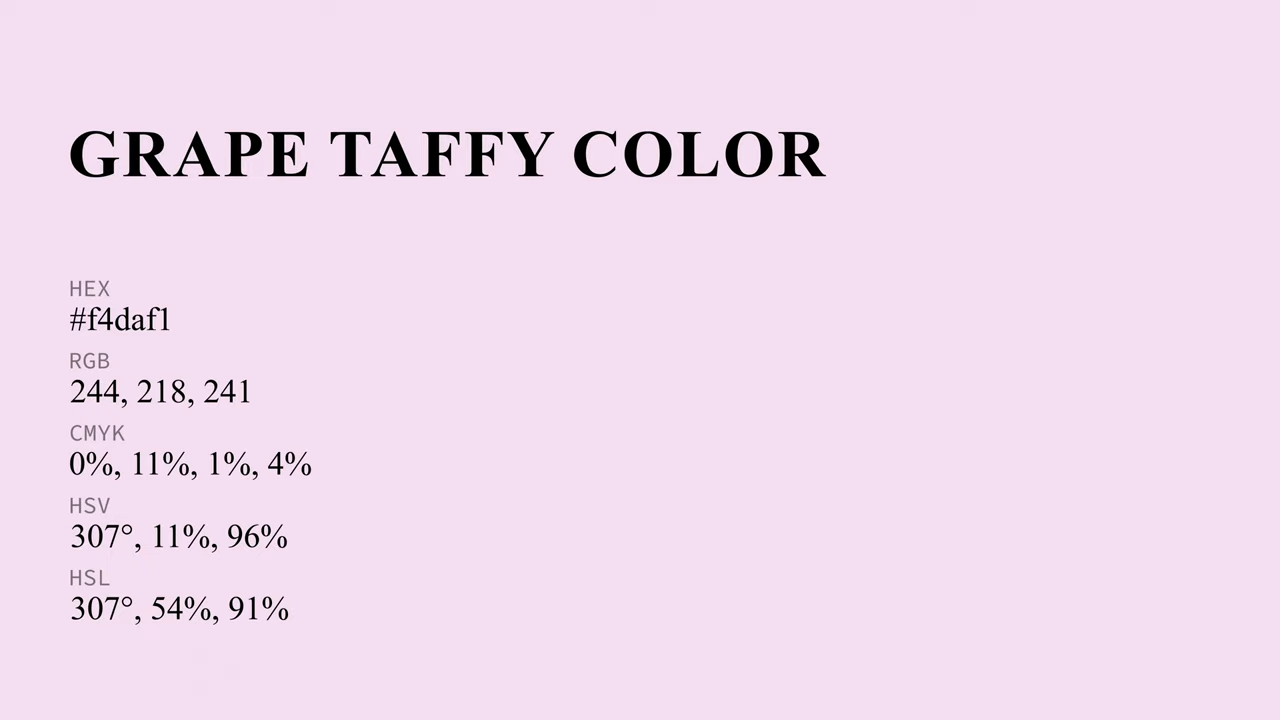 GRAPE TAFFY COLOR
HEX
#f4daf1
RGB
244, 218, 241
CMYK
0%, 11%, 1%, 4%
HSV
307°, 11%, 96%
HSL
307°, 54%, 91%